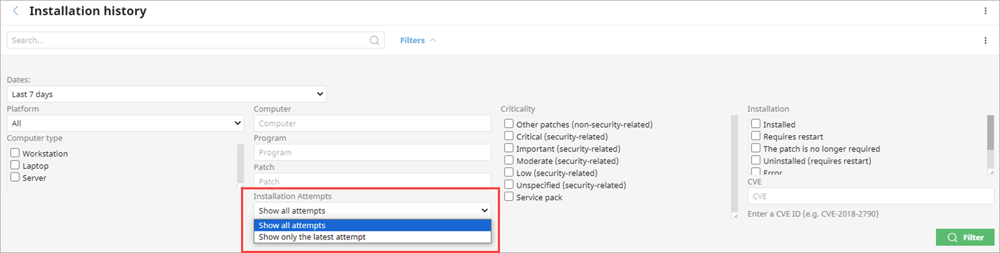 Installation history
Search...
Filters
Dates:
Last 7 days
Platform
All
Computer type
Workstation
Laptop
Server
Computer
Computer
Program
Program
Patch
Patch
Installation Attempts
Show all attempts
Show all attempts
Show only the latest attempt
Criticality
Other patches (non-security-related)
Critical (security-related)
Important (security-related)
Moderate (security-related)
Low (security-related)
Unspecified (security-related)
Service pack
Installation
Installed
Requires restart
The patch is no longer required
Uninstalled (requires restart)
Error
CVE
CVE
Enter a CVE ID (e.g. CVE-2018-2790)
Filter